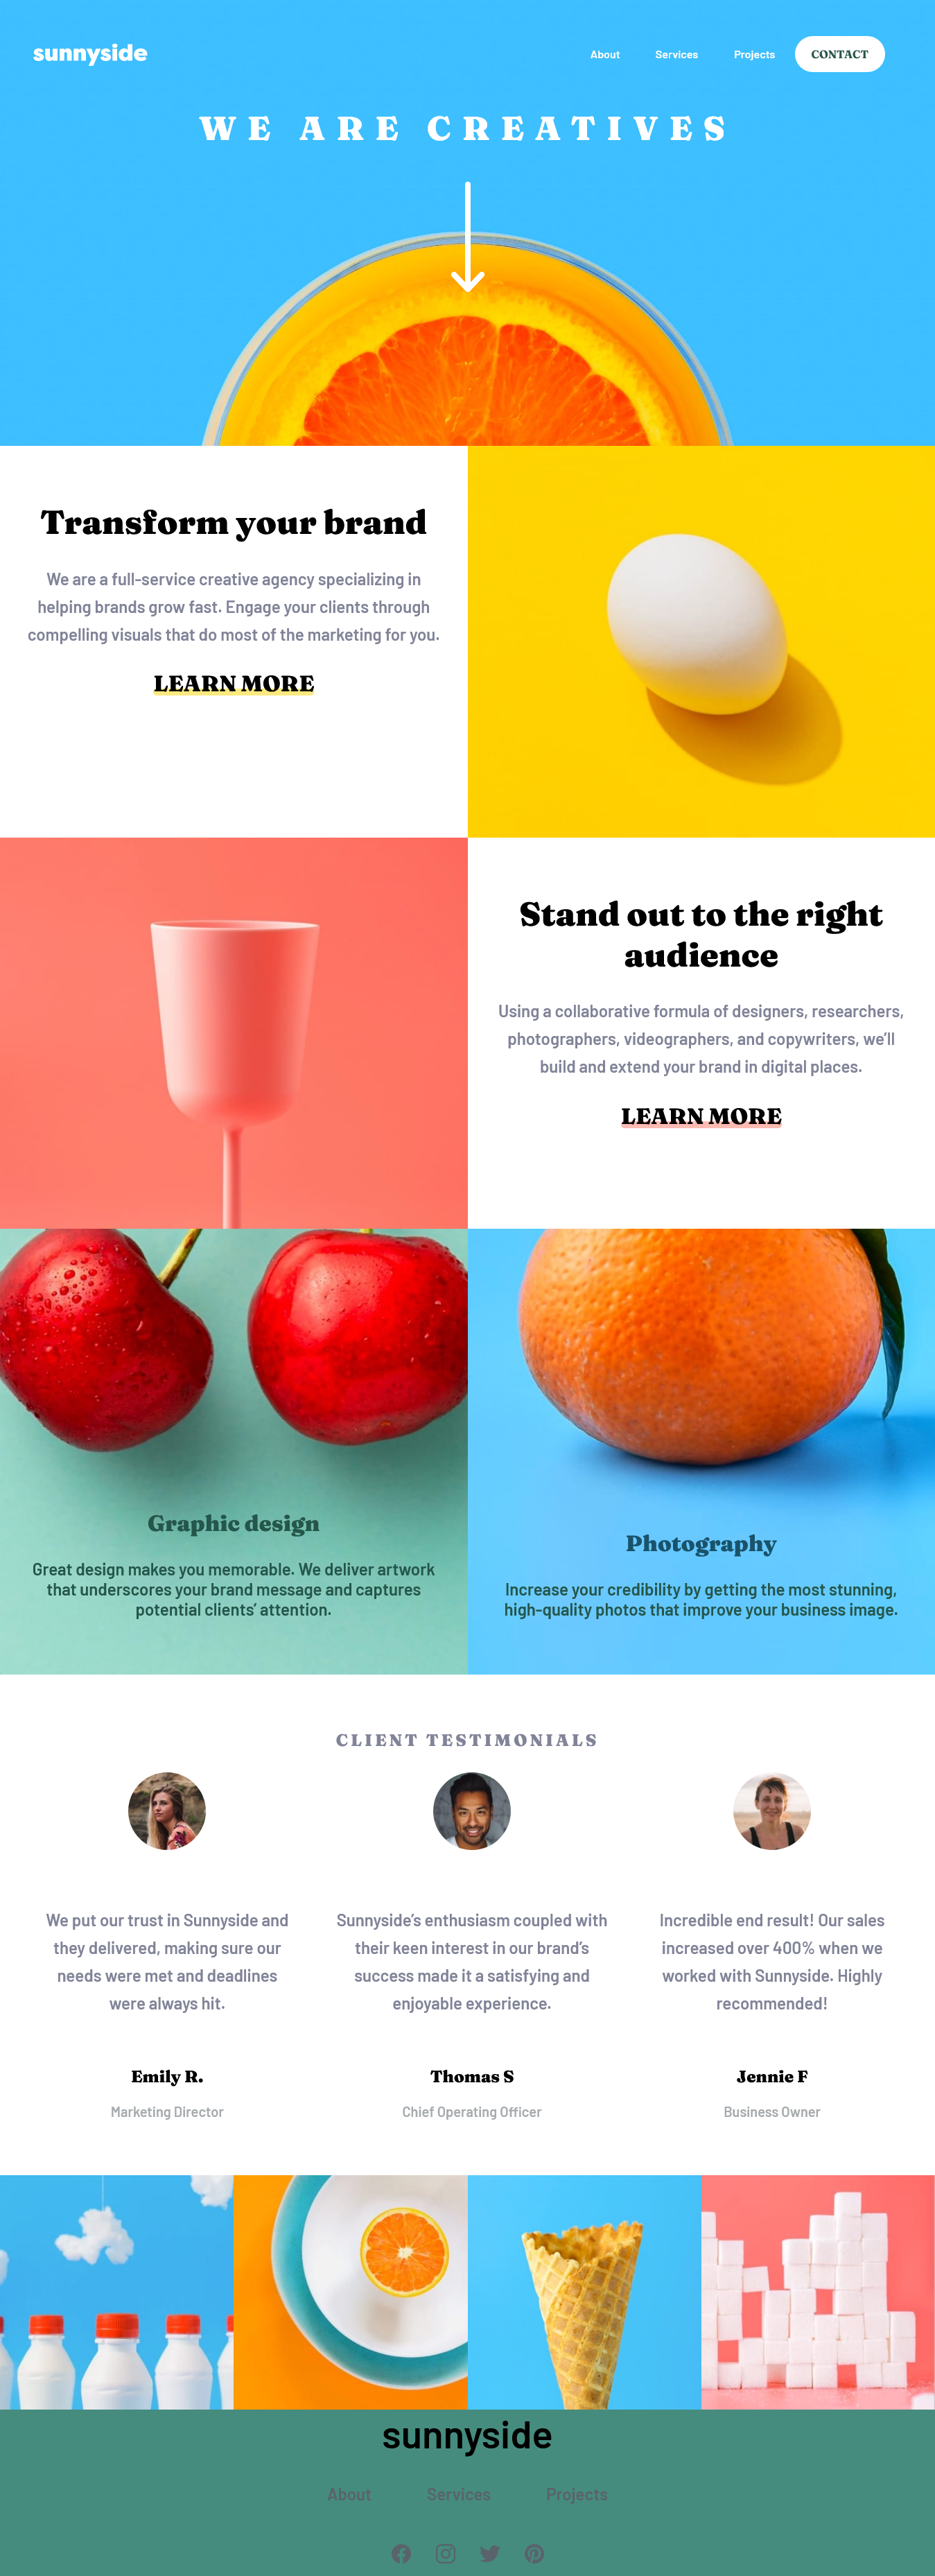 sunnyside
About Services Projects CONTACT
WE ARE CREATIVES
Transform your brand
We are a full-service creative agency specializing in
helping brands grow fast. Engage your clients through
compelling visuals that do most of the marketing for you.
LEARN MORE
Stand out to the right
audience
Using a collaborative formula of designers, researchers,
photographers, videographers, and copywriters, we’ll
build and extend your brand in digital places.
LEARN MORE
Graphic design
Great design makes you memorable. We deliver artwork
that underscores your brand message and captures
potential clients’ attention.
Photography
Increase your credibility by getting the most stunning,
high-quality photos that improve your business image.
CLIENT TESTIMONIALS
We put our trust in Sunnyside and
they delivered, making sure our
needs were met and deadlines
were always hit.
Emily R.
Marketing Director
Sunnyside’s enthusiasm coupled with
their keen interest in our brand’s
success made it a satisfying and
enjoyable experience.
Thomas S
Chief Operating Officer
Incredible end result! Our sales
increased over 400% when we
worked with Sunnyside. Highly
recommended!
Jennie F
Business Owner
sunnyside
About Services Projects